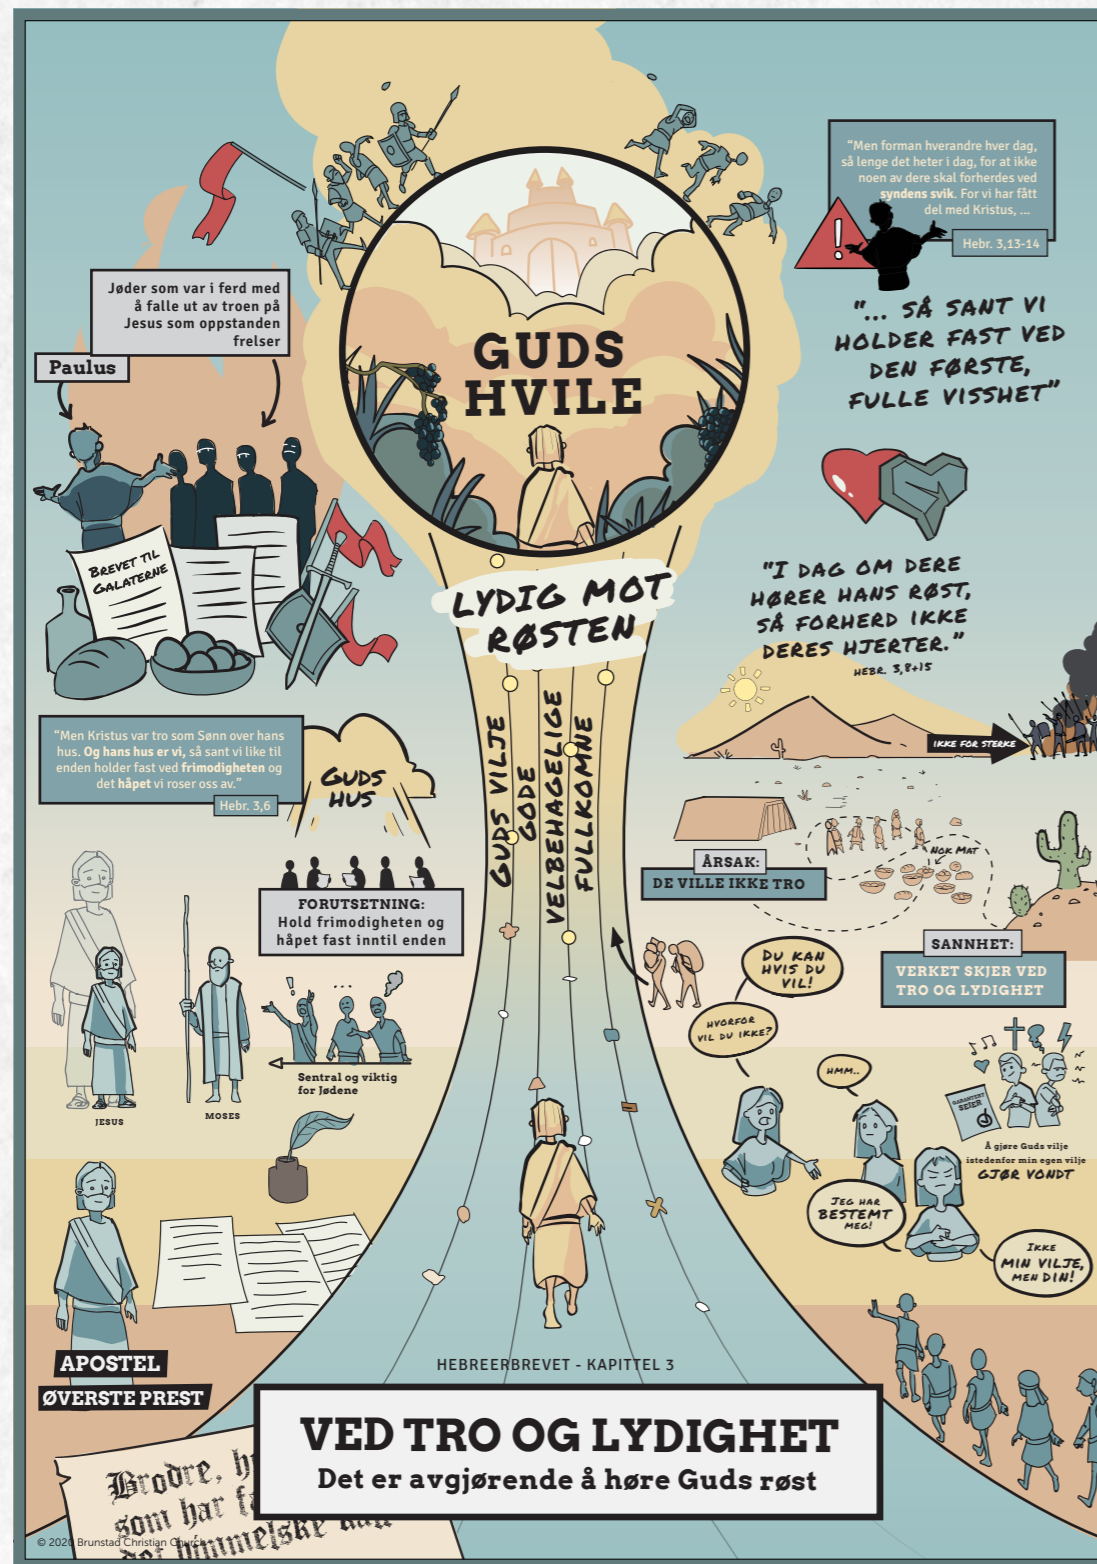 “Men forman hverandre hver dag,
så lenge det heter i dag, for at ikke
noen av dere skal forherdes ved
syndens svik. For vi har fått
del med Kristus, ...
Hebr. 3,13-14
"... SÅ SANT VI
HOLDER FAST VED
DEN FØRSTE,
FULLE VISSHET”
Jøder som var i ferd med
å falle ut av troen på
Jesus som oppstanden
frelser
Paulus
GUDS
HVILE
BREVET TIL
GALATERNE
LYDIG MOT
RØSTEN
"I DAG OM DERE
HØRER HANS RØST,
SÅ FORHERD IKKE
DERES HJERTER.”
HEBR. 3,8+15
“Men Kristus var tro som Sønn over hans
hus. Og hans hus er vi, så sant vi like til
enden holder fast ved frimodigheten og
det håpet vi roser oss av.”
Hebr. 3,6
GUDS
HUS
GUDS VILJE
GODE
VELBEHAGELIGE
FULLKOMNE
IKKE FOR STERKE
NOK MAT
ÅRSAK:
DE VILLE IKKE TRO
FORUTSETNING:
Hold frimodigheten og
håpet fast inntil enden
SANNHET:
VERKET SKJER VED
TRO OG LYDIGHET
DU KAN
HVIS DU
VIL!
HVORFOR
VIL DU IKKE?
HMM..
! ...
Sentral og viktig
for Jødene
JESUS
MOSES
GARANTERT
SEIER
Å gjøre Guds vilje
istedenfor min egen vilje
GJØR VONDT
JEG HAR
BESTEMT
MEG!
IKKE
MIN VILJE,
MEN DIN!
APOSTEL
ØVERSTE PREST
HEBREERBREVET - KAPITTEL 3
VED TRO OG LYDIGHET
Det er avgjørende å høre Guds røst
Brødre,
som har
det himmelske
© 2020 Brunstad Christian Church